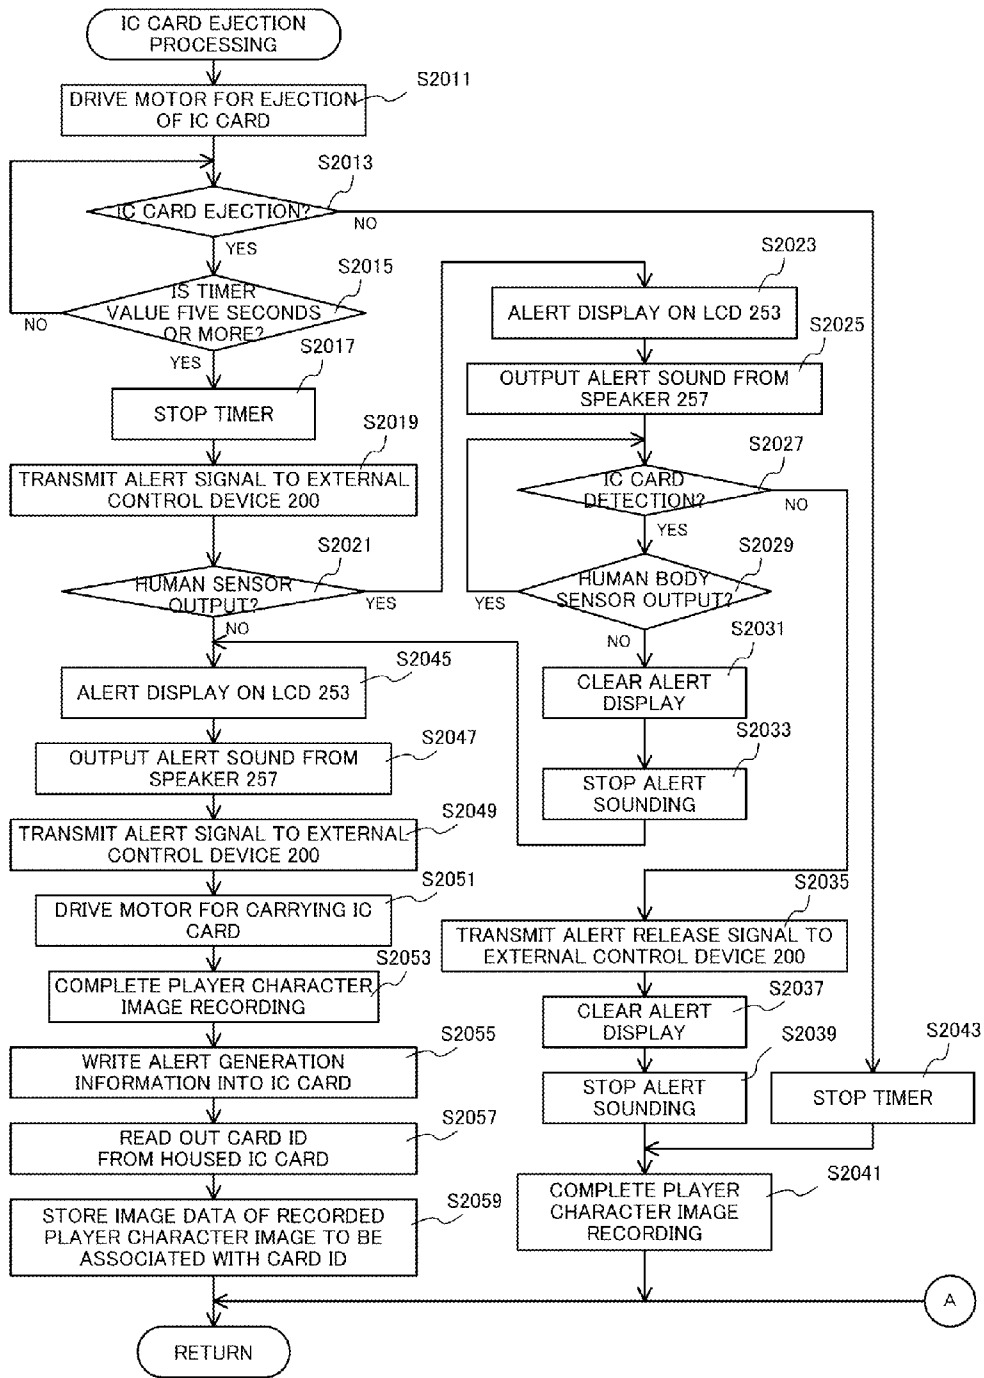 IC CARD EJECTION
PROCESSING
S2011
DRIVE MOTOR FOR EJECTION
OF IC CARD
S2013
IC CARD EJECTION?
NO
YES
S2015
IS TIMER
VALUE FIVE SECONDS
OR MORE?
NO
YES
S2017
STOP TIMER
S2019
TRANSMIT ALERT SIGNAL TO EXTERNAL
CONTROL DEVICE 200
S2021
HUMAN SENSOR
OUTPUT?
YES
NO
S2023
ALERT DISPLAY ON LCD 253
S2025
OUTPUT ALERT SOUND FROM
SPEAKER 257
S2027
IC CARD
DETECTION?
NO
YES
S2029
HUMAN BODY
SENSOR OUTPUT?
YES
NO
S2031
CLEAR ALERT
DISPLAY
S2033
STOP ALERT
SOUNDING
S2045
ALERT DISPLAY ON LCD 253
S2047
OUTPUT ALERT SOUND FROM
SPEAKER 257
S2049
TRANSMIT ALERT SIGNAL TO EXTERNAL
CONTROL DEVICE 200
S2051
DRIVE MOTOR FOR CARRYING IC
CARD
S2053
COMPLETE PLAYER CHARACTER
IMAGE RECORDING
S2055
WRITE ALERT GENERATION
INFORMATION INTO IC CARD
S2057
READ OUT CARD ID
FROM HOUSED IC CARD
S2059
STORE IMAGE DATA OF RECORDED
PLAYER CHARACTER IMAGE TO BE
ASSOCIATED WITH CARD ID
S2035
TRANSMIT ALERT RELEASE SIGNAL TO
EXTERNAL CONTROL DEVICE 200
S2037
CLEAR ALERT
DISPLAY
S2039
STOP ALERT
SOUNDING
S2043
STOP TIMER
S2041
COMPLETE PLAYER
CHARACTER IMAGE
RECORDING
A
RETURN